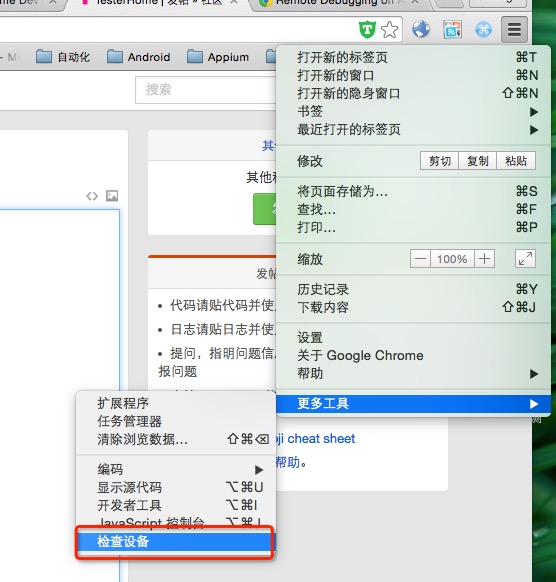 TesterHome | 发帖 » 社区
Remote Debugging on A
自动化
Android
Appium
搜索
打开新的标签页 ⌘T
打开新的窗口 ⌘N
打开新的隐身窗口 ⇧⌘N
书签
最近打开的标签页
修改 剪切 复制 粘贴
将页面存储为... ⌘S
查找... ⌘F
打印... ⌘P
缩放 — 100% +
历史记录 ⌘Y
下载内容 ⇧⌘J
设置
关于 Google Chrome
帮助
更多工具
其他
发帖
代码请贴代码并使
日志请贴日志并使
提问，指明问题信
报问题
ji cheat sheet
帮助。
扩展程序
任务管理器
清除浏览数据... ⇧⌘⌫
编码
显示源代码 ⌥⌘U
开发者工具 ⌥⌘I
JavaScript 控制台 ⌥⌘J
检查设备